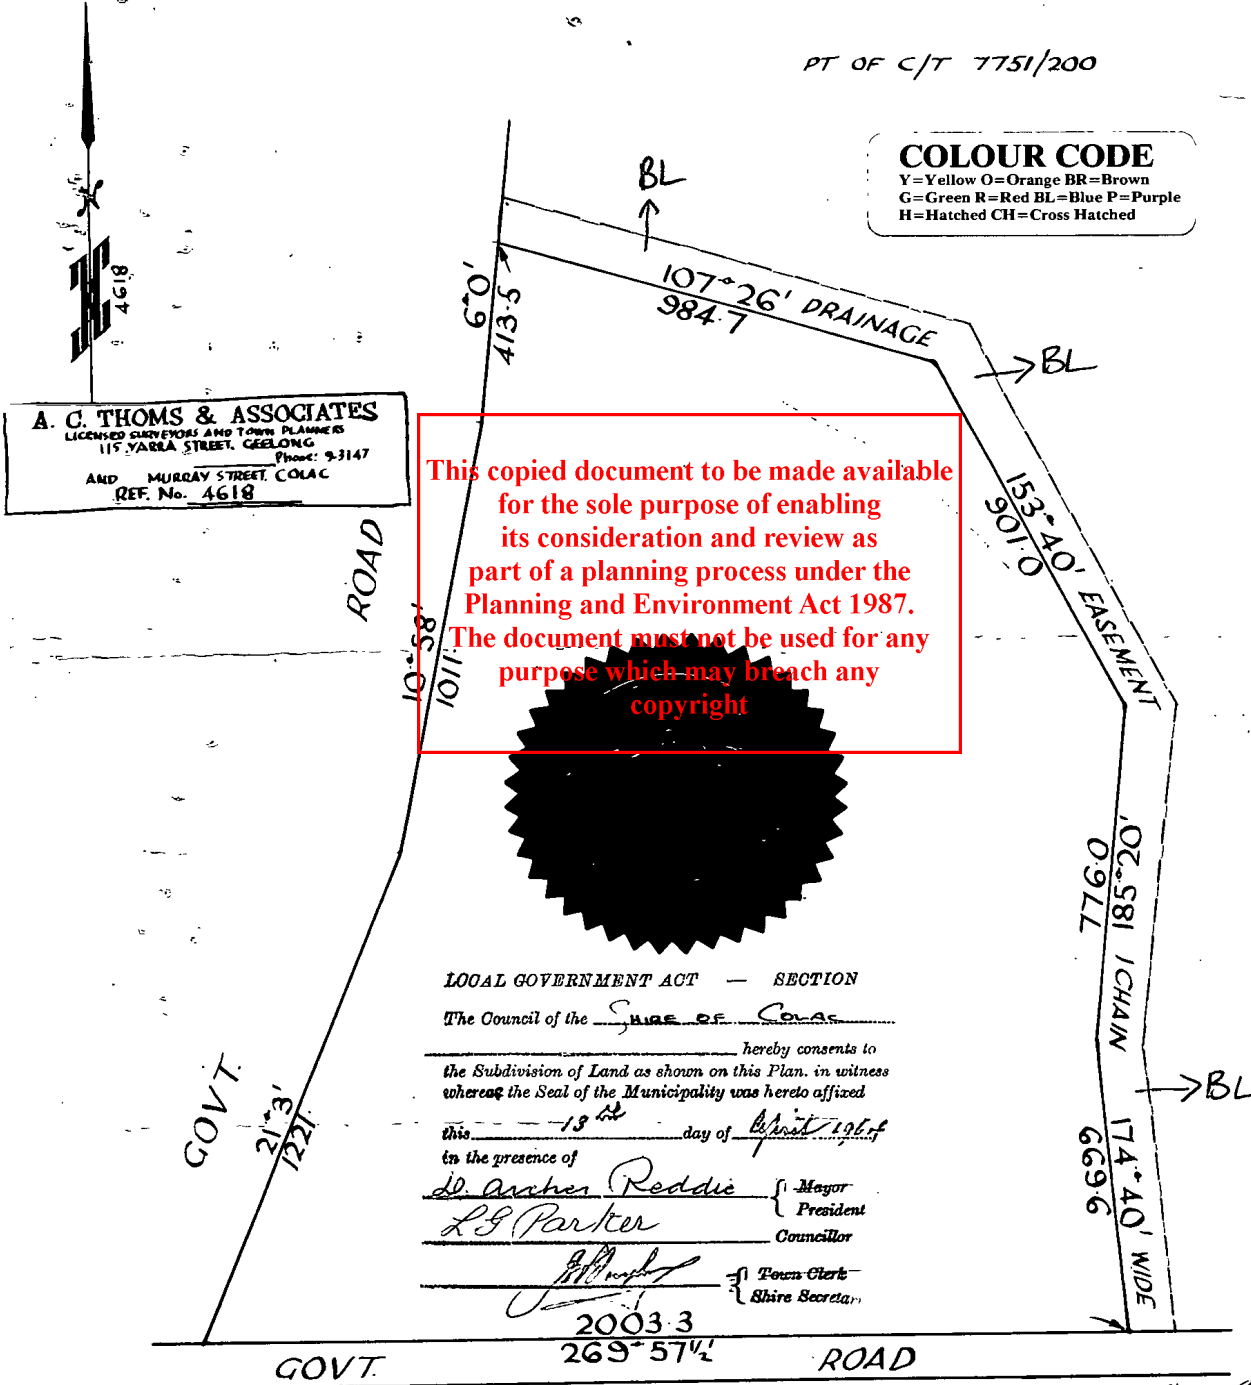 PT OF C/T 7751/200
COLOUR CODE
Y=Yellow O=Orange BR=Brown
G=Green R=Red BL=Blue P=Purple
H=Hatched CH=Cross Hatched
BL
4618
6°0'
413·5
107°26' DRAINAGE
984·7
BL
A. C. THOMS & ASSOCIATES
LICENSED SURVEYORS AND TOWN PLANNERS
115 YARRA STREET, GEELONG
Phone: 9-3147
AND MURRAY STREET, COLAC
REF. No. 4618
This copied document to be made available
for the sole purpose of enabling
its consideration and review as
part of a planning process under the
Planning and Environment Act 1987.
The document must not be used for any
purpose which may breach any
copyright
ROAD
153°40' EASEMENT
901·0
10°58'
1011·
185°20' 1CHAIN
776·0
LOCAL GOVERNMENT ACT — SECTION
The Council of the SHIRE OF COLAC
hereby consents to
the Subdivision of Land as shown on this Plan. in witness
whereof the Seal of the Municipality was hereto affixed
this 13th day of April 196
in the presence of
D. Archer Reddie Mayor
President
L G Parker Councillor
Town Clerk
Shire Secretary
GOVT.
21°3'
1221·
BL
174°40' WIDE
669·6
2003·3
269°57½'
GOVT. ROAD